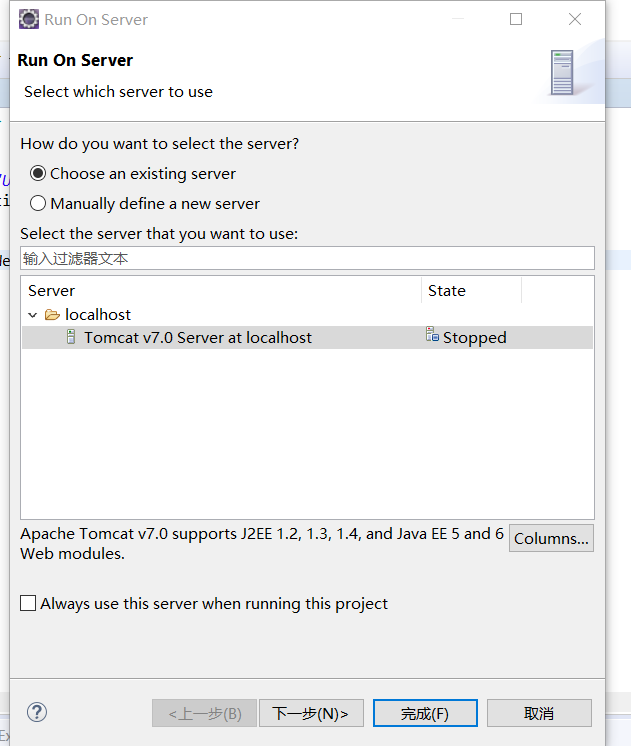 Run On Server
Run On Server
Select which server to use
How do you want to select the server?
Choose an existing server
Manually define a new server
Select the server that you want to use:
输入过滤器文本
Server State
localhost
Tomcat v7.0 Server at localhost Stopped
Apache Tomcat v7.0 supports J2EE 1.2, 1.3, 1.4, and Java EE 5 and 6
Web modules.
Columns...
Always use this server when running this project
<上一步(B) 下一步(N)> 完成(F) 取消